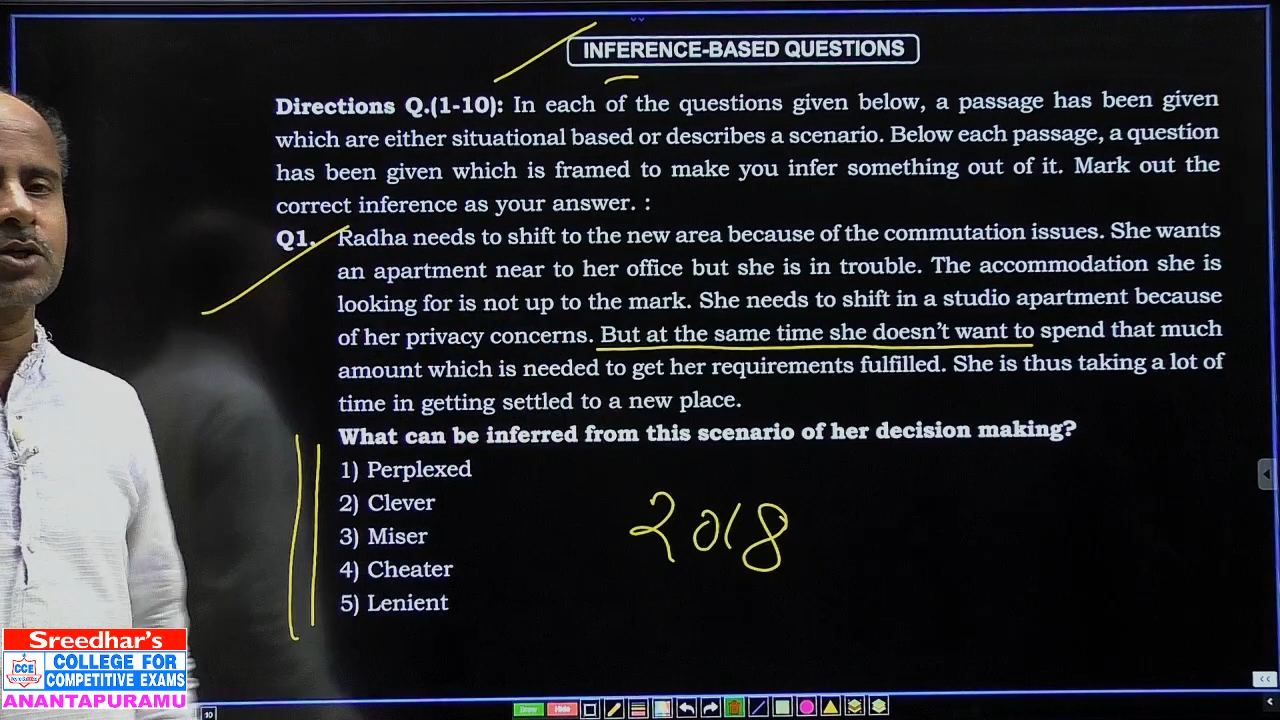 INFERENCE-BASED QUESTIONS
Directions Q.(1-10): In each of the questions given below, a passage has been given
which are either situational based or describes a scenario. Below each passage, a question
has been given which is framed to make you infer something out of it. Mark out the
correct inference as your answer. :
Q1. Radha needs to shift to the new area because of the commutation issues. She wants
an apartment near to her office but she is in trouble. The accommodation she is
looking for is not up to the mark. She needs to shift in a studio apartment because
of her privacy concerns. But at the same time she doesn't want to spend that much
amount which is needed to get her requirements fulfilled. She is thus taking a lot of
time in getting settled to a new place.
What can be inferred from this scenario of her decision making?
1) Perplexed
2) Clever
3) Miser
4) Cheater
5) Lenient
2018
Sreedhar's
CCE
COLLEGE FOR
COMPETITIVE EXAMS
ANANTAPURAMU
10
Draw Hide